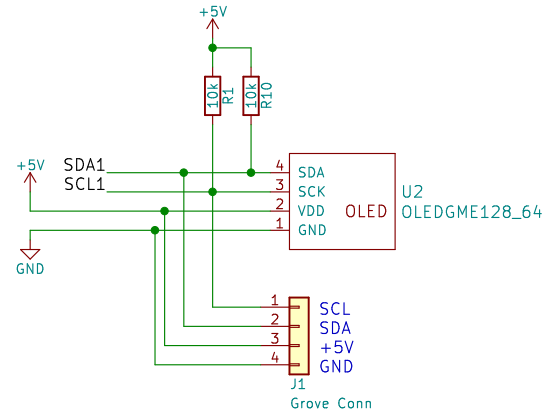 +5V
10k
R1
10k
R10
SDA1
SCL1
+5V
GND
4
SDA
3
SCK
2
VDD
1
GND
OLED
U2
OLEDGME128_64
1
SCL
2
SDA
3
+5V
4
GND
J1
Grove Conn